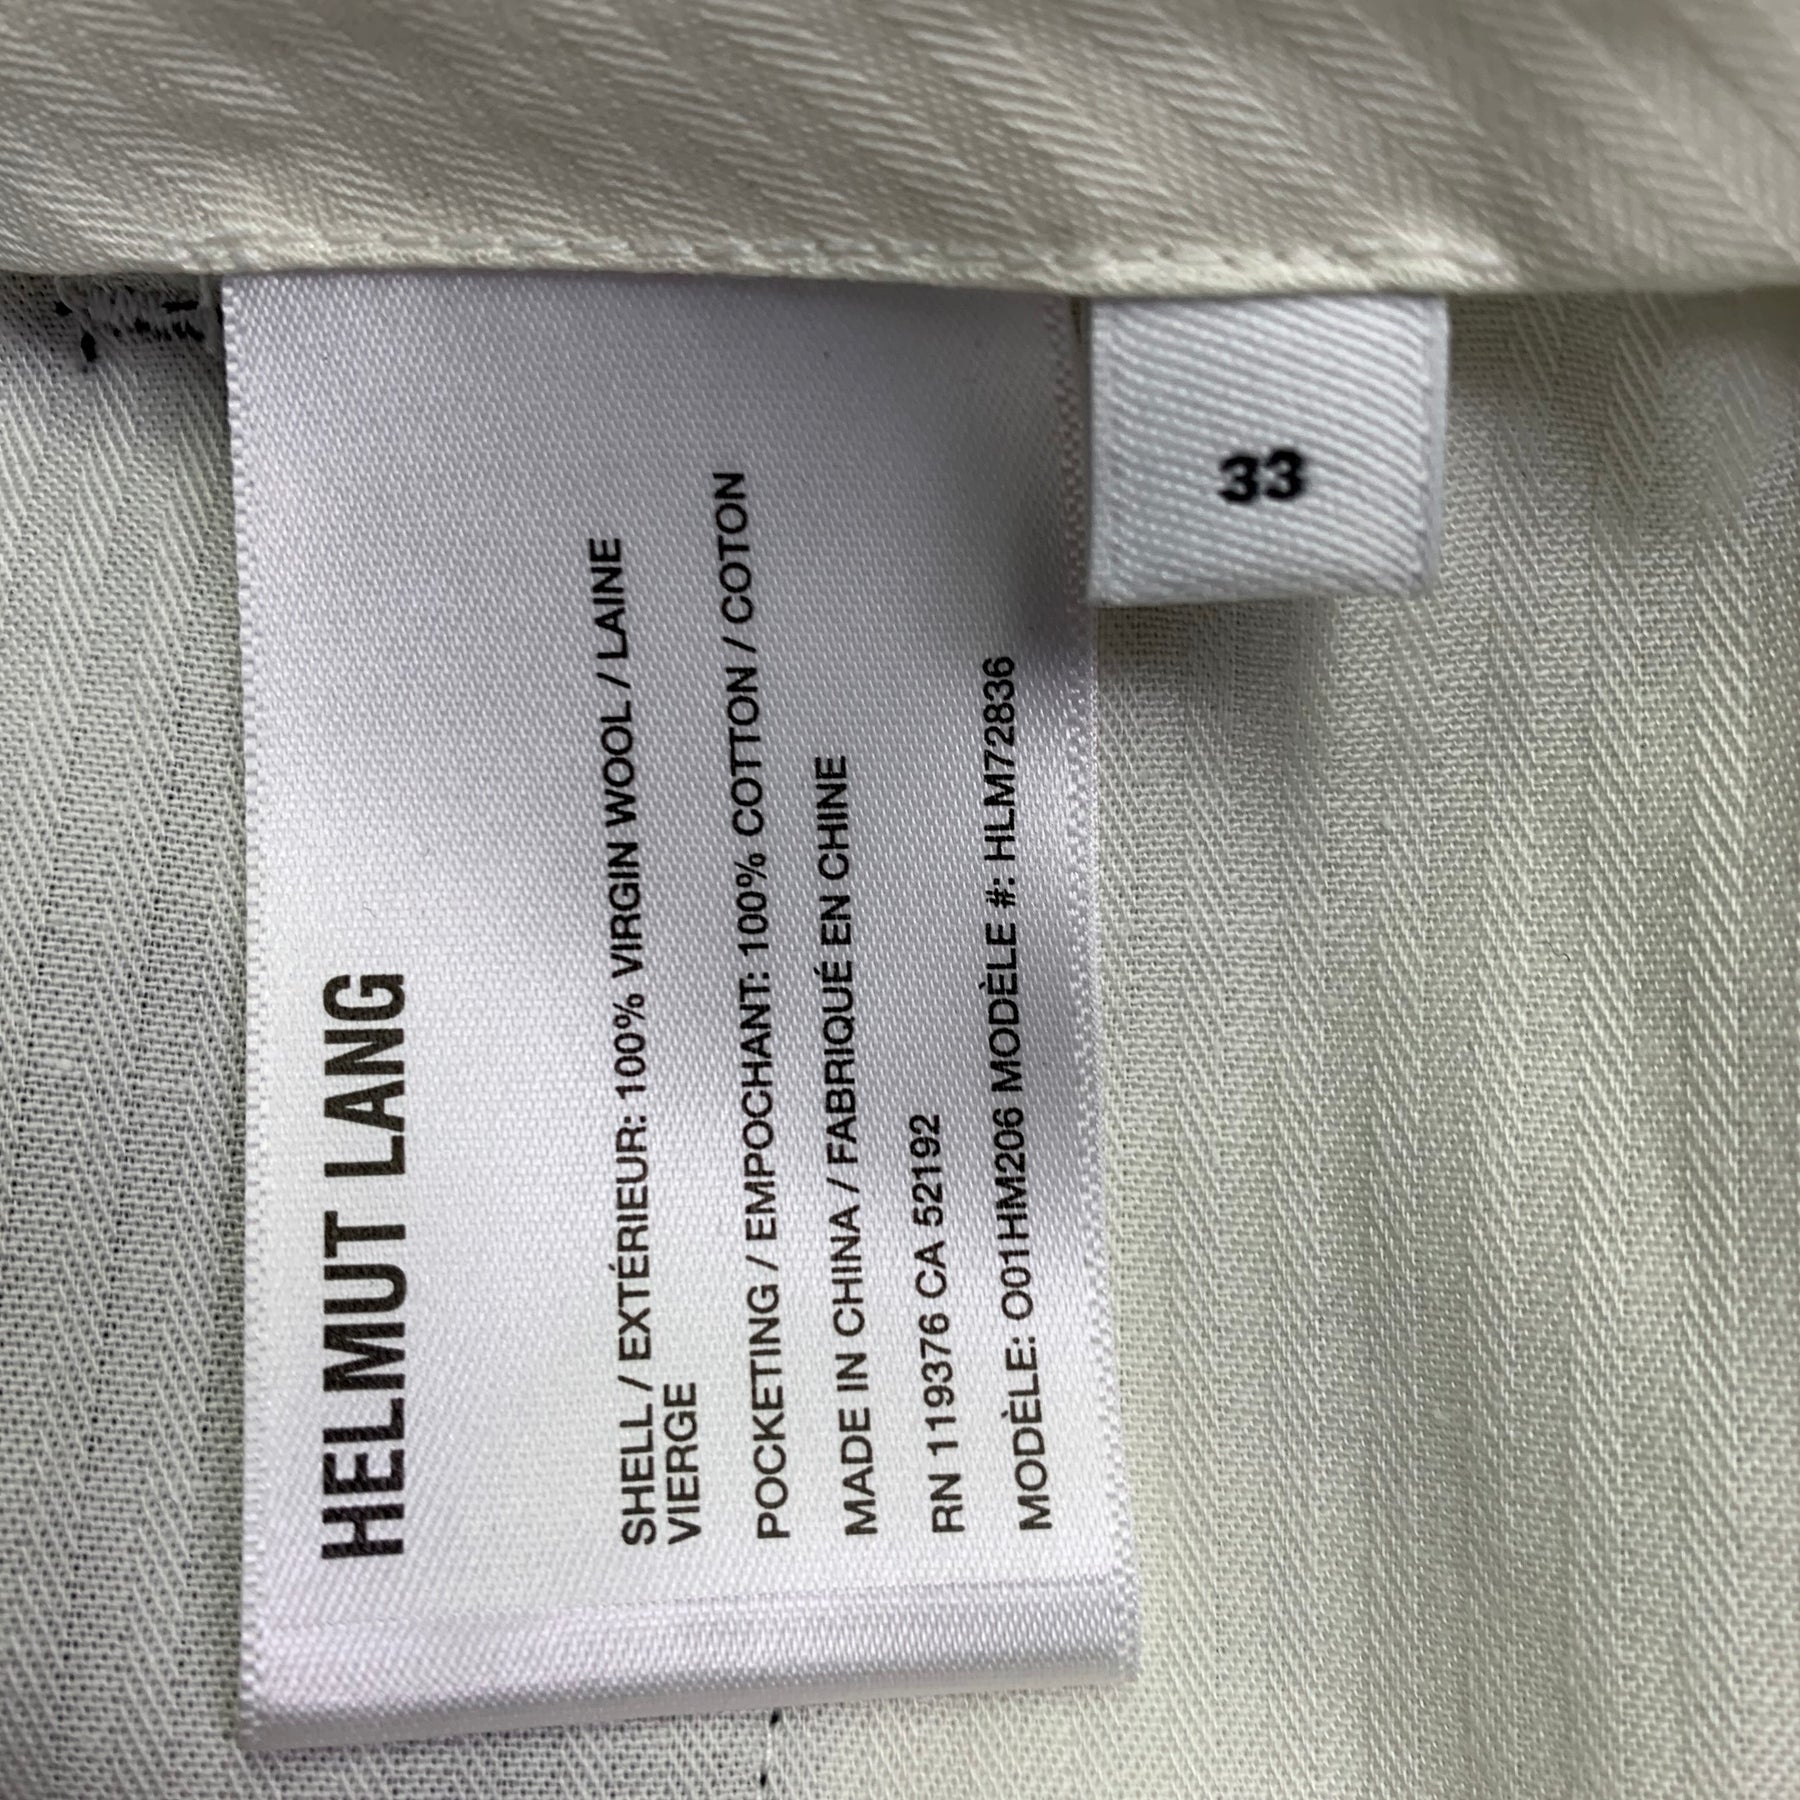 HELMUT LANG
SHELL / EXTÉRIEUR: 100% VIRGIN WOOL / LAINE
VIERGE
POCKETING / EMPOCHANT: 100% COTTON / COTON
MADE IN CHINA / FABRIQUÉ EN CHINE
RN 119376 CA 52192
MODÈLE: O01HM206 MODÈLE #: HLM72836
33